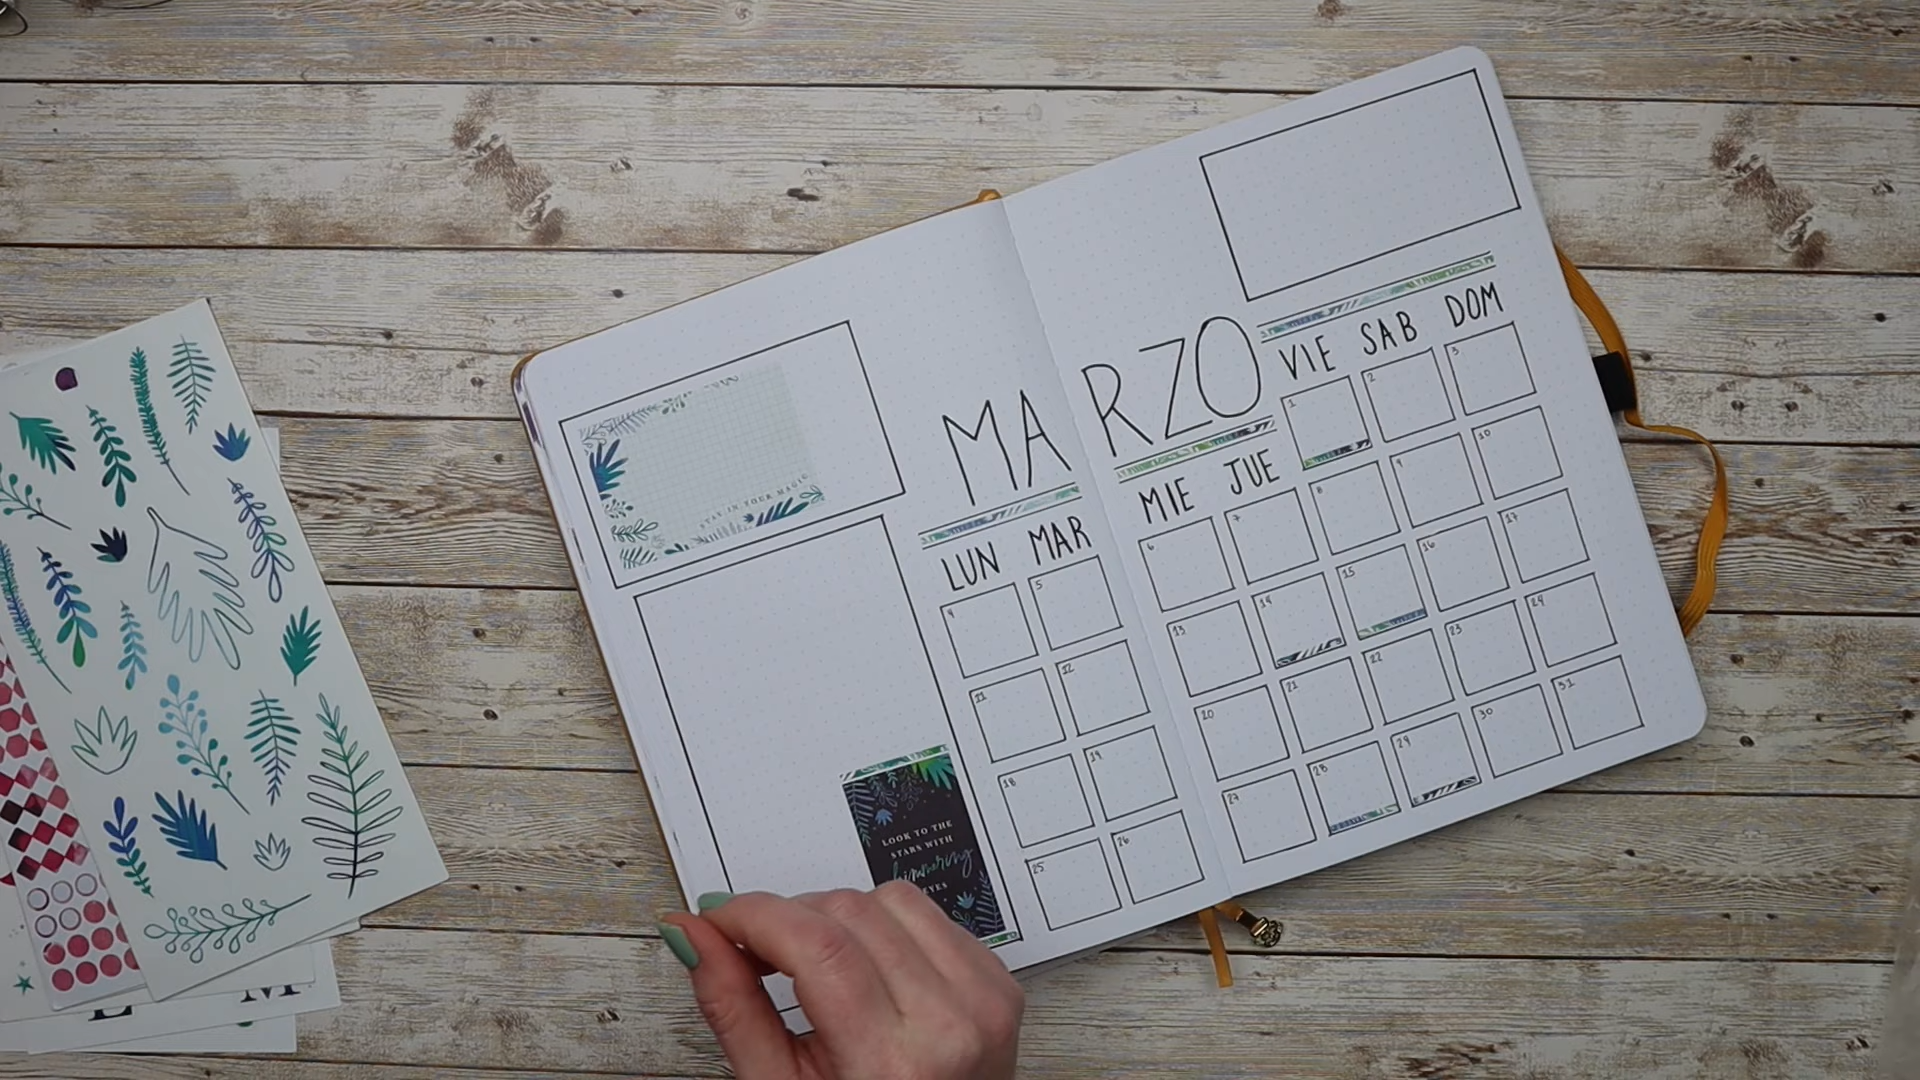 MARZO
LUN MAR MIE JUE VIE SAB DOM
1 2 3
4 5 6 7 8 9 10
11 12 13 14 15 16 17
18 19 20 21 22 23 24
25 26 27 28 29 30 31
STAY IN YOUR MAGIC
LOOK TO THE
STARS WITH
EYES
M
E